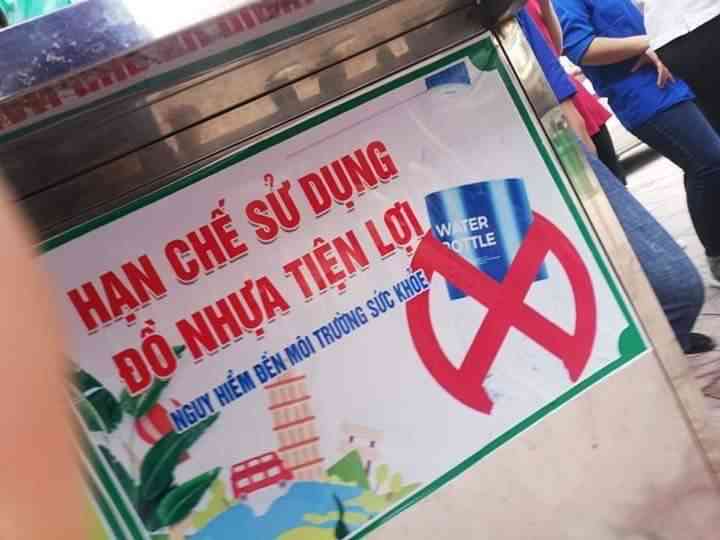 HẠN CHẾ SỬ DỤNG
ĐỒ NHỰA TIỆN LỢI
NGUY HIỂM ĐẾN MÔI TRƯỜNG SỨC KHỎE
WATER
BOTTLE